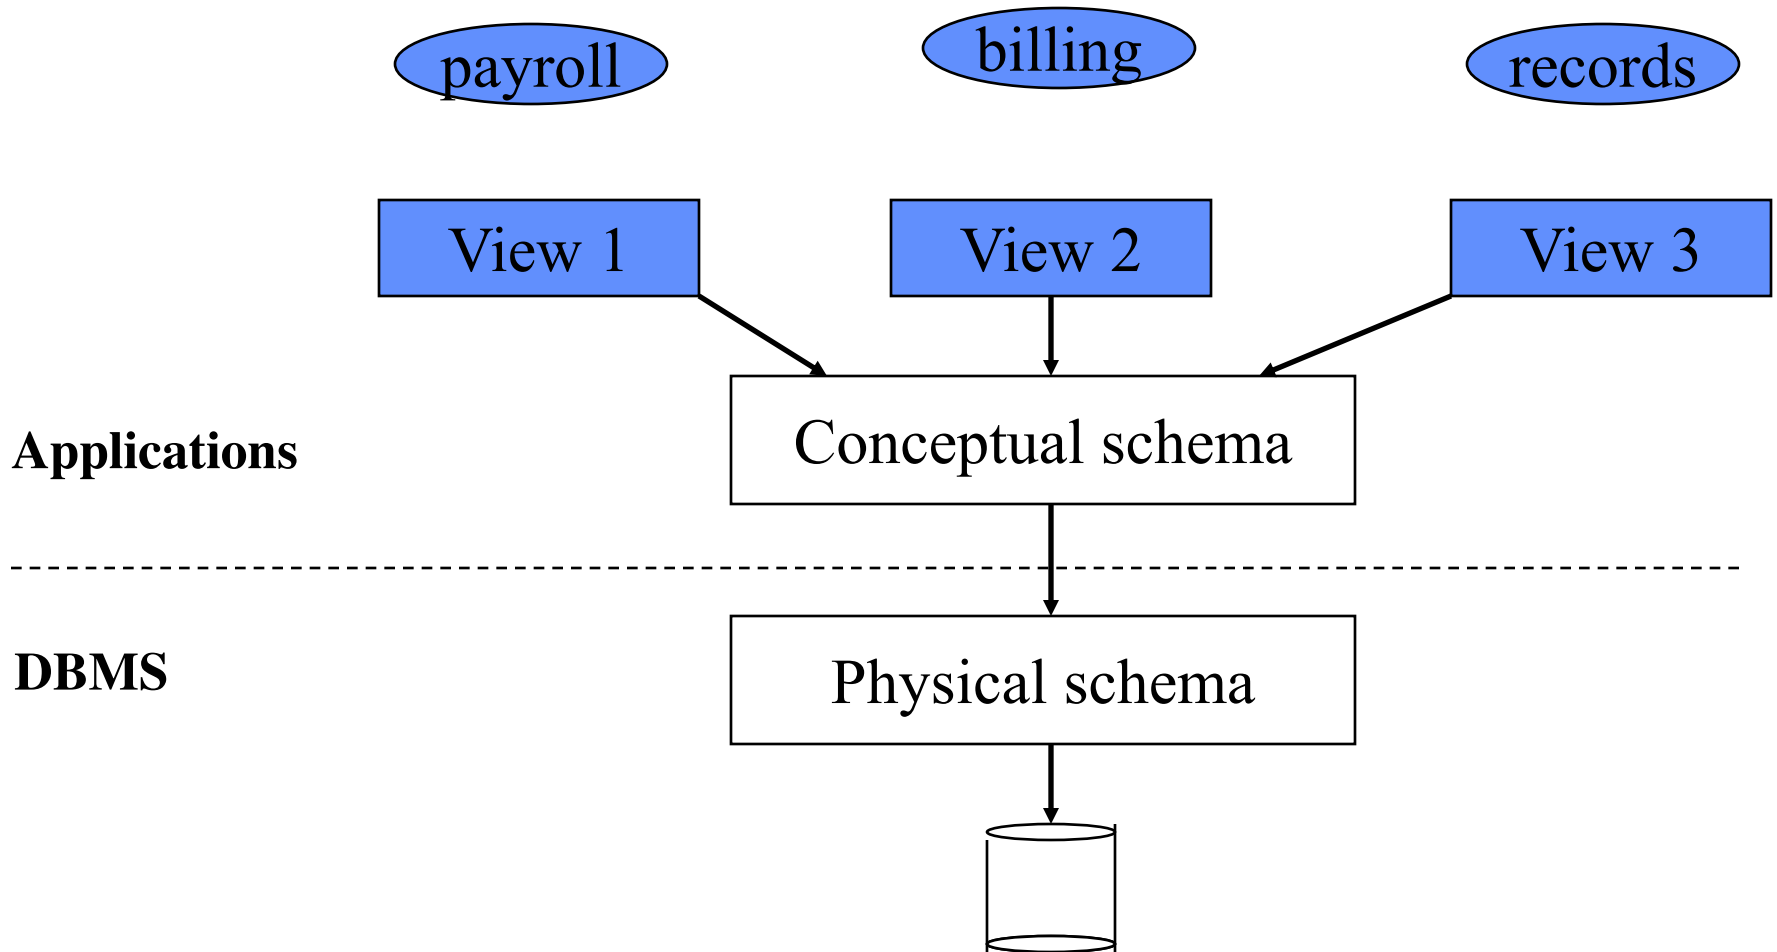 payroll
billing
records
View 1
View 2
View 3
Conceptual schema
Applications
Physical schema
DBMS